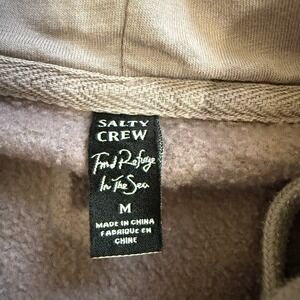 SALTY
CREW
Find Refuge
In The Sea
M
MADE IN CHINA
FABRIQUE EN
CHINE